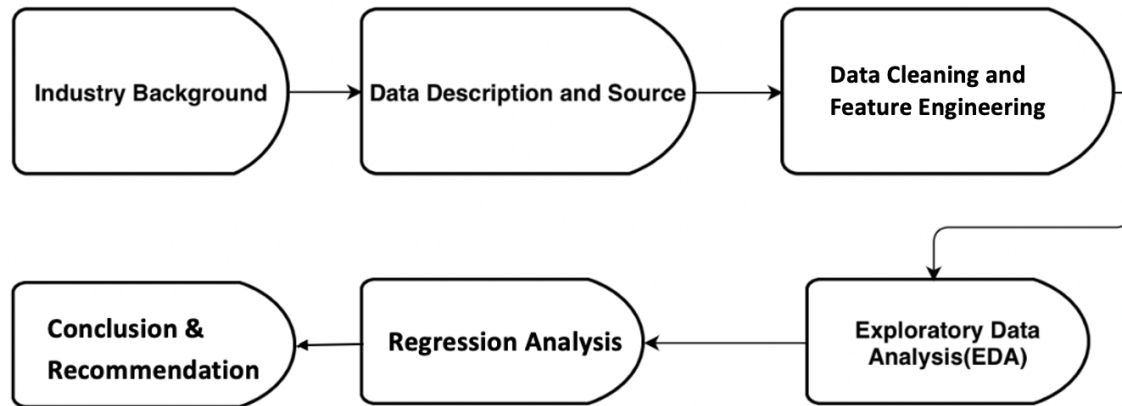 Industry Background
Data Description and Source
Data Cleaning and
Feature Engineering
Exploratory Data
Analysis(EDA)
Regression Analysis
Conclusion &
Recommendation